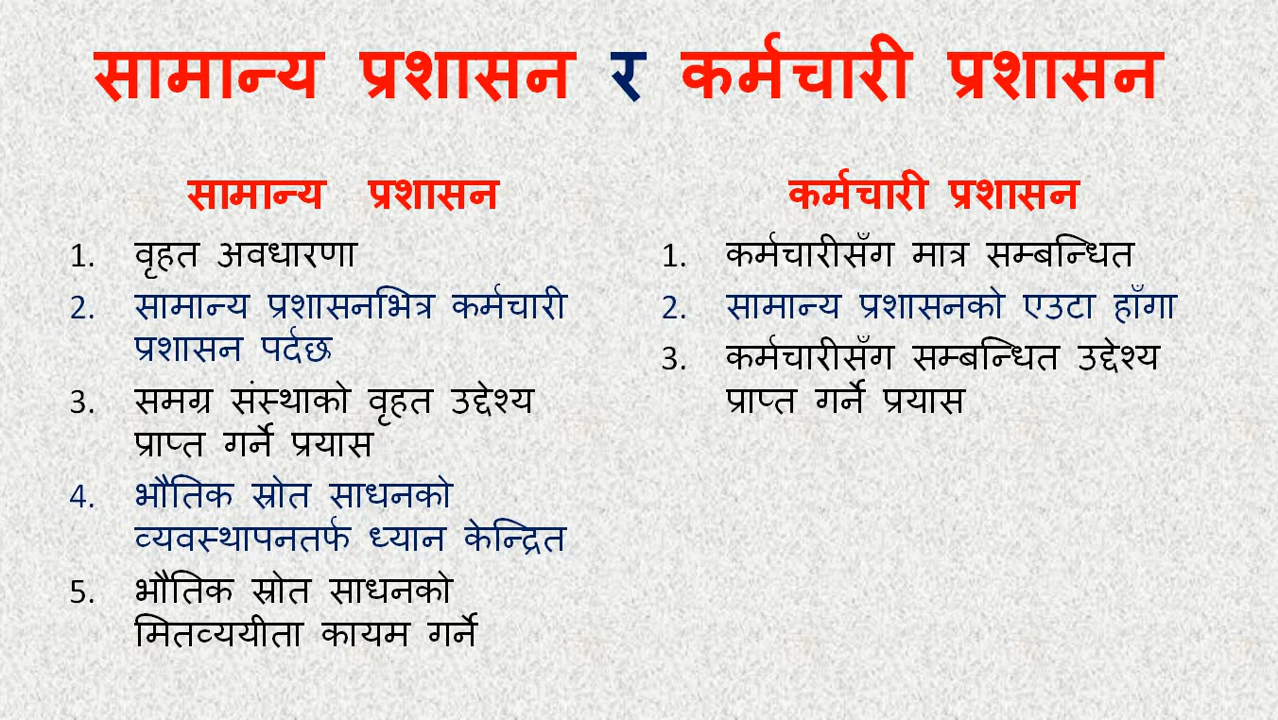 सामान्य प्रशासन र कर्मचारी प्रशासन
सामान्य प्रशासन
1. वृहत अवधारणा
2. सामान्य प्रशासनभित्र कर्मचारी
प्रशासन पर्दछ
3. समग्र संस्थाको वृहत उद्देश्य
प्राप्त गर्ने प्रयास
4. भौतिक स्रोत साधनको
व्यवस्थापनतर्फ ध्यान केन्द्रित
5. भौतिक स्रोत साधनको
मितव्ययीता कायम गर्ने
कर्मचारी प्रशासन
1. कर्मचारीसँग मात्र सम्बन्धित
2. सामान्य प्रशासनको एउटा हाँगा
3. कर्मचारीसँग सम्बन्धित उद्देश्य
प्राप्त गर्ने प्रयास